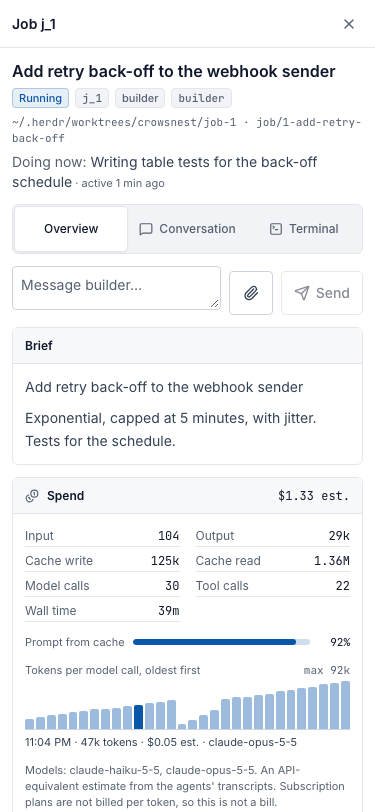 Job j_1
Add retry back-off to the webhook sender
Running j_1 builder builder
~/.herdr/worktrees/crowsnest/job-1 · job/1-add-retry-
back-off
Doing now: Writing table tests for the back-off
schedule · active 1 min ago
Overview Conversation Terminal
Message builder...
Send
Brief
Add retry back-off to the webhook sender
Exponential, capped at 5 minutes, with jitter.
Tests for the schedule.
Spend $1.33 est.
Input 104 Output 29k
Cache write 125k Cache read 1.36M
Model calls 30 Tool calls 22
Wall time 39m
Prompt from cache 92%
Tokens per model call, oldest first max 92k
11:04 PM · 47k tokens · $0.05 est. · claude-opus-5-5
Models: claude-haiku-5-5, claude-opus-5-5. An API-
equivalent estimate from the agents' transcripts. Subscription
plans are not billed per token, so this is not a bill.